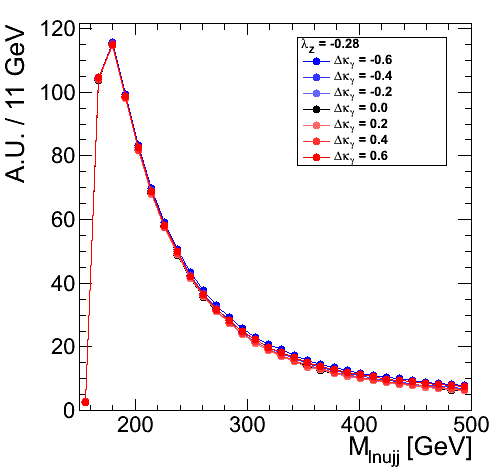 120
100
80
60
40
20
0
A.U. / 11 GeV
λz = -0.28
Δκγ = -0.6
Δκγ = -0.4
Δκγ = -0.2
Δκγ = 0.0
Δκγ = 0.2
Δκγ = 0.4
Δκγ = 0.6
200
300
400
500
Mlnujj [GeV]